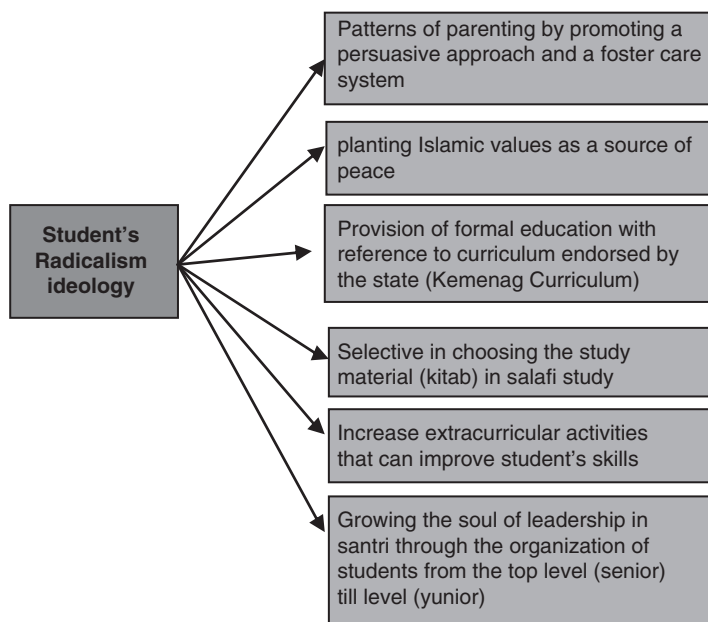 Patterns of parenting by promoting a
persuasive approach and a foster care
system
planting Islamic values as a source of
peace
Student's
Radicalism
ideology
Provision of formal education with
reference to curriculum endorsed by
the state (Kemenag Curriculum)
Selective in choosing the study
material (kitab) in salafi study
Increase extracurricular activities
that can improve student's skills
Growing the soul of leadership in
santri through the organization of
students from the top level (senior)
till level (yunior)